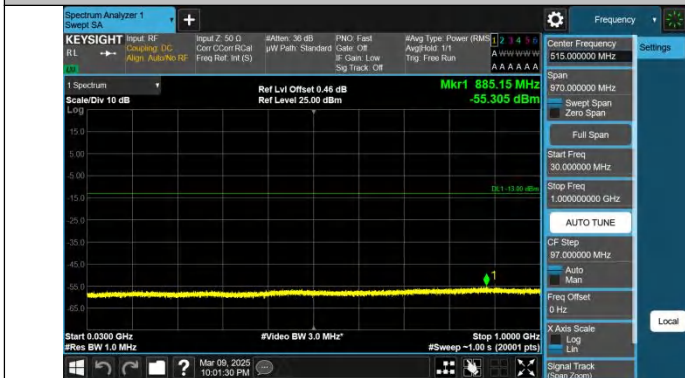 Spectrum Analyzer 1
Swept SA
Frequency
KEYSIGHT
RL
Input: RF
Coupling: DC
Align: Auto/No RF
Input Z: 50 Ω
Corr CCorr RCal
Freq Ref: Int (S)
#Atten: 36 dB
µW Path: Standard
PNO: Fast
Gate: Off
IF Gain: Low
Sig Track: Off
#Avg Type: Power (RMS
Avg|Hold: 1/1
Trig: Free Run
1 2 3 4 5 6
A W W W W W
A A A A A A
1 Spectrum
Scale/Div 10 dB
Ref Lvl Offset 0.46 dB
Ref Level 25.00 dBm
Mkr1 885.15 MHz
-55.305 dBm
Log
15.0
5.00
-5.00
-15.0
-25.0
-35.0
-45.0
-55.0
-65.0
DL1 -13.00 dBm
1
Start 0.0300 GHz
#Res BW 1.0 MHz
#Video BW 3.0 MHz*
Stop 1.0000 GHz
#Sweep ~1.00 s (20001 pts)
Mar 09, 2025
10:01:30 PM
Center Frequency
515.000000 MHz
Settings
Span
970.000000 MHz
Swept Span
Zero Span
Full Span
Start Freq
30.000000 MHz
Stop Freq
1.000000000 GHz
AUTO TUNE
CF Step
97.000000 MHz
Auto
Man
Freq Offset
0 Hz
X Axis Scale
Log
Lin
Local
Signal Track
(Span Zoom)